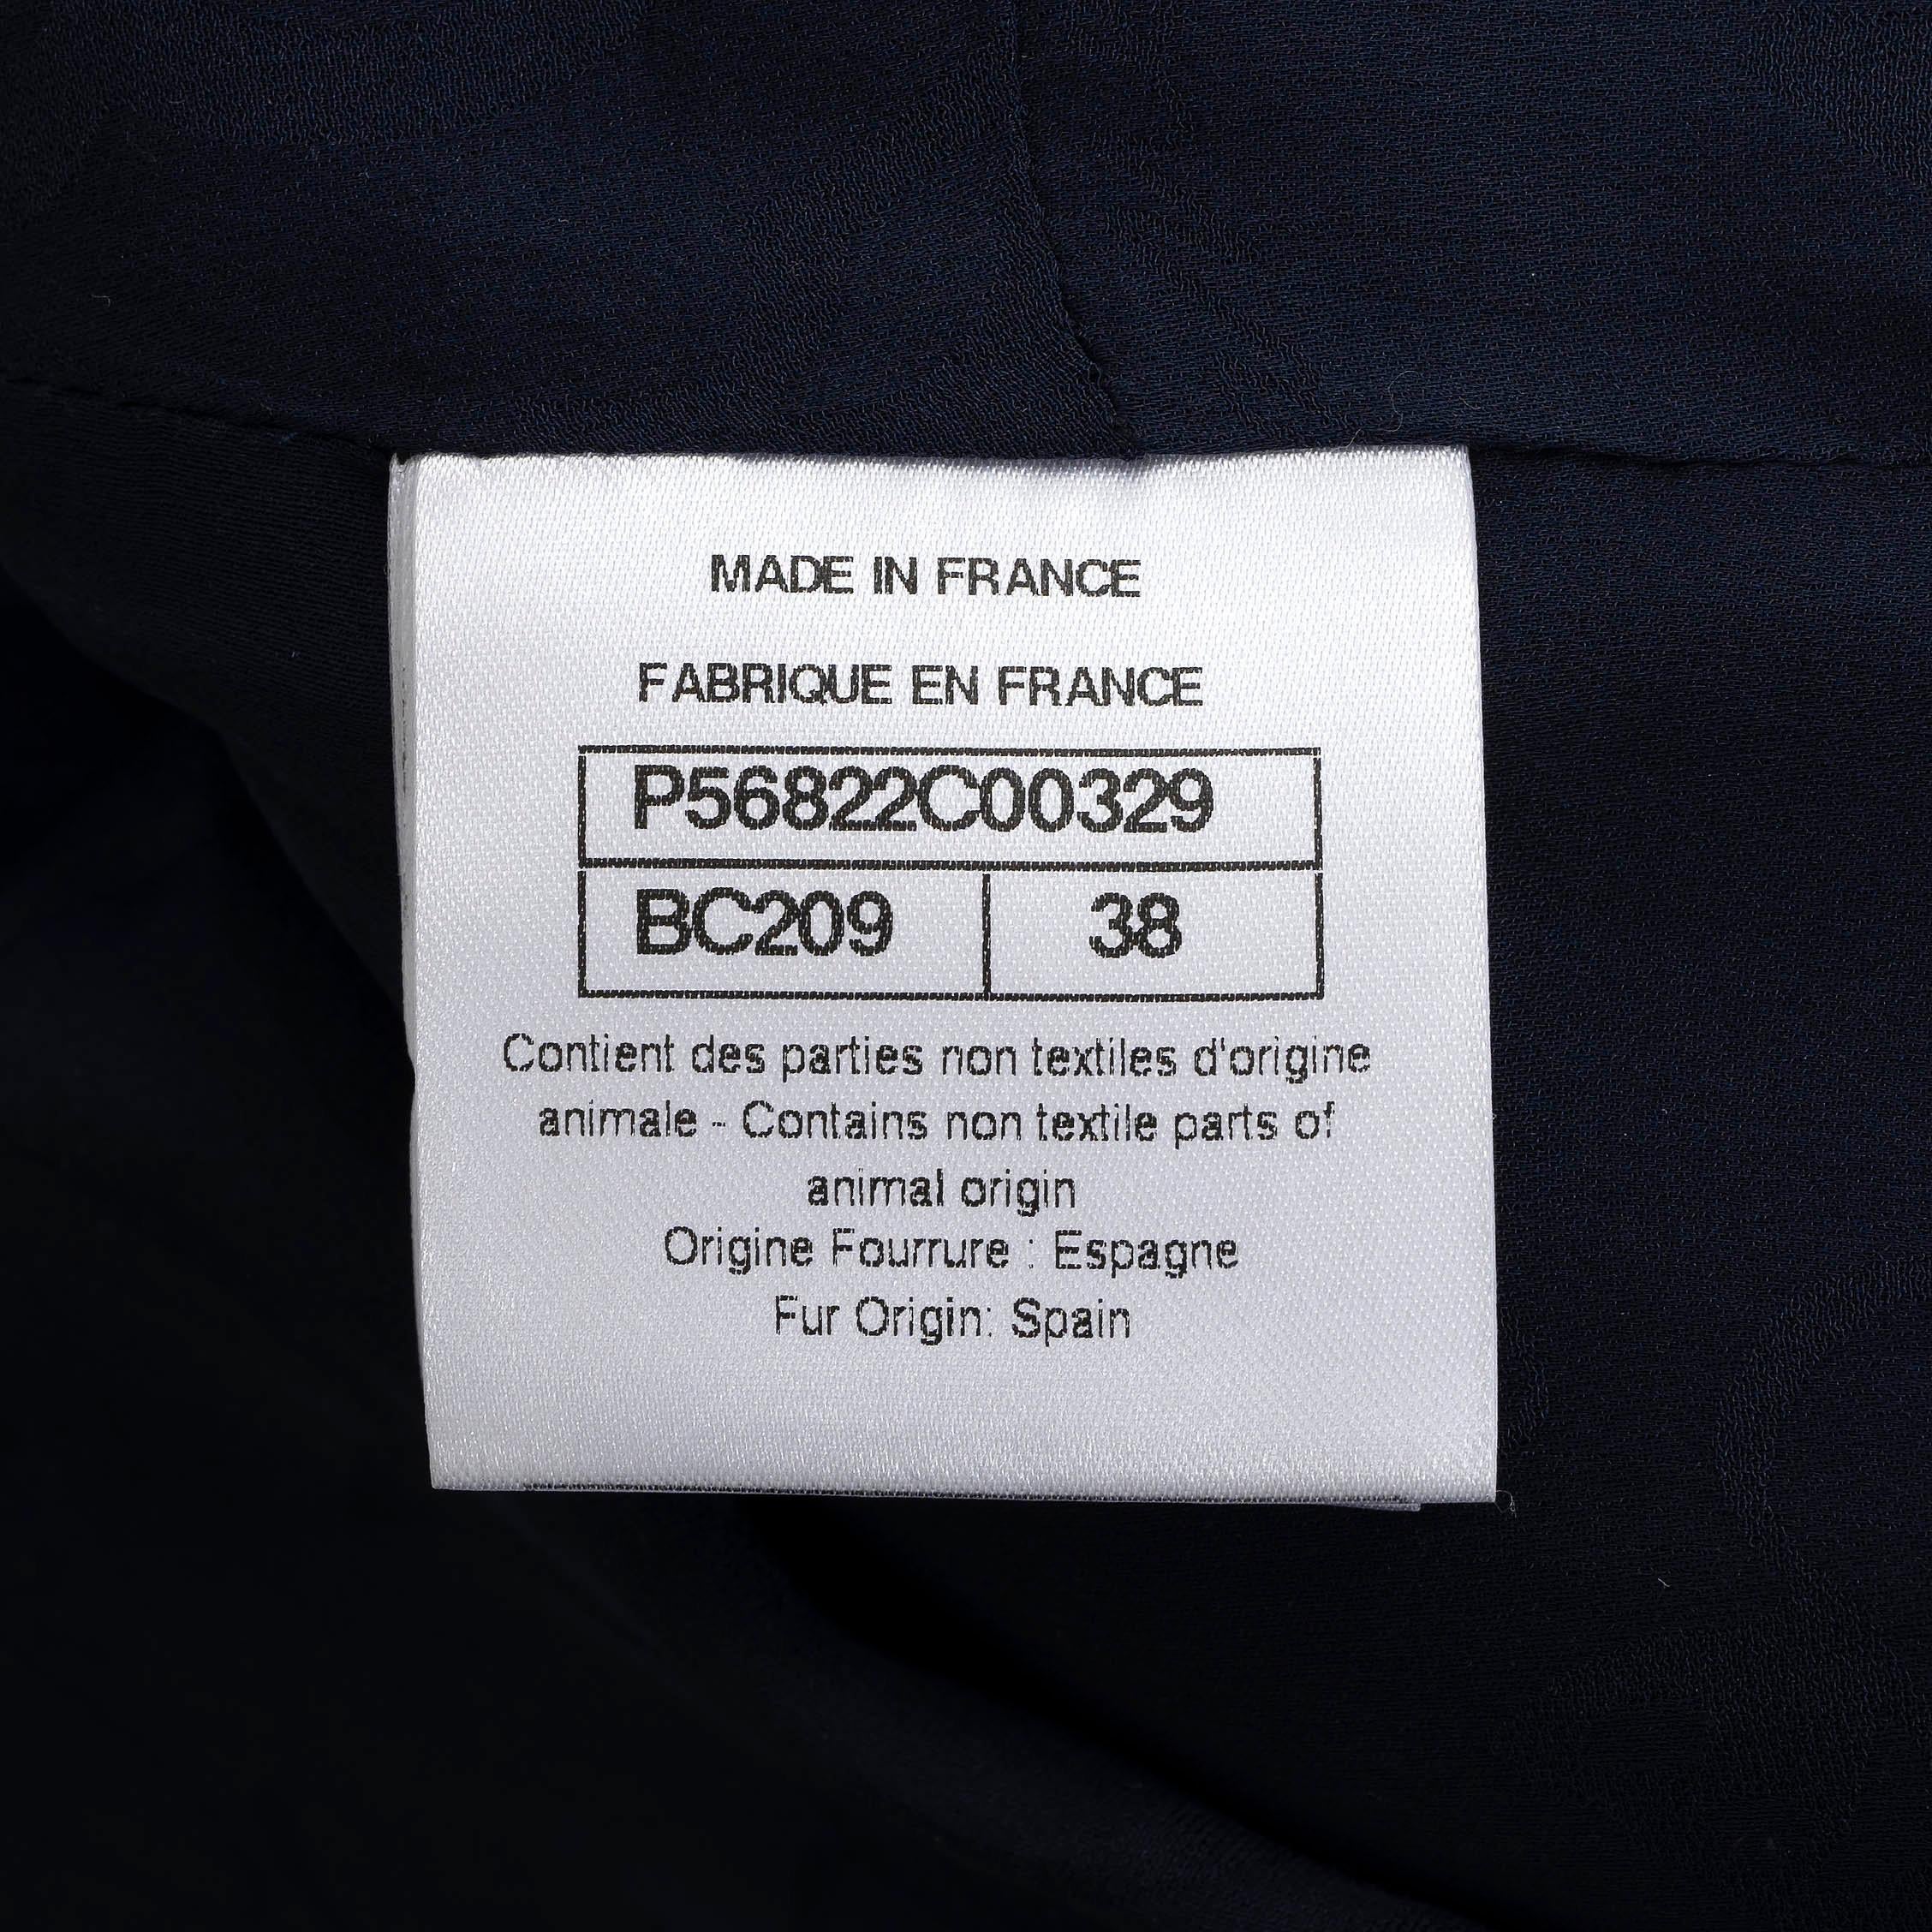 MADE IN FRANCE
FABRIQUE EN FRANCE
P56822C00329
BC209 38
Contient des parties non textiles d'origine
animale - Contains non textile parts of
animal origin
Origine Fourrure : Espagne
Fur Origin: Spain